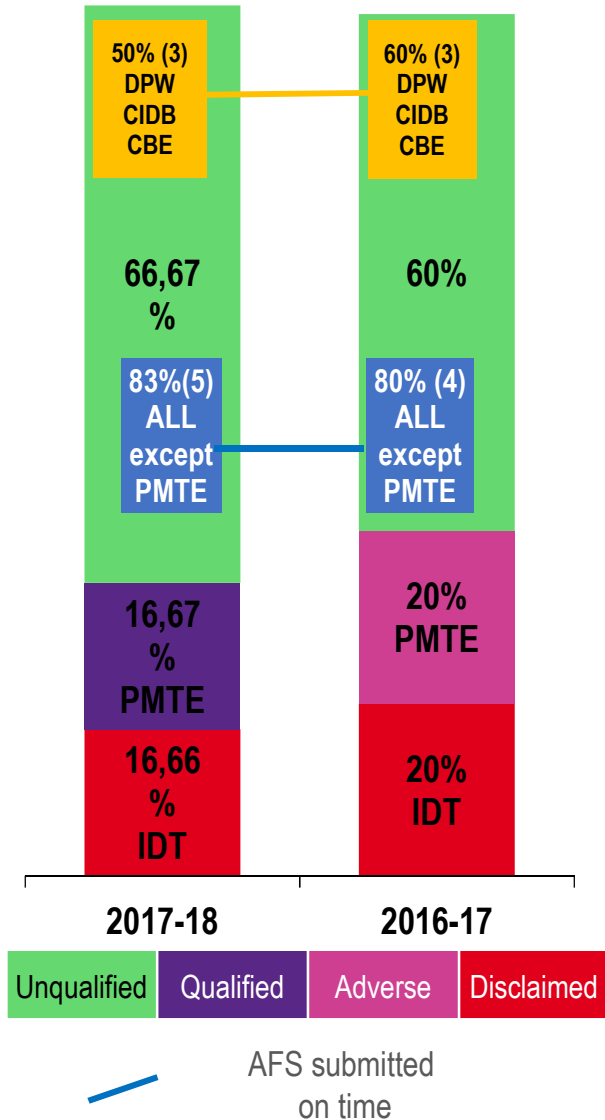 50% (3)
DPW
CIDB
CBE
60% (3)
DPW
CIDB
CBE
66,67
%
60%
83%(5)
ALL
except
PMTE
80% (4)
ALL
except
PMTE
16,67
%
PMTE
20%
PMTE
16,66
%
IDT
20%
IDT
2017-18
2016-17
Unqualified
Qualified
Adverse
Disclaimed
AFS submitted
on time